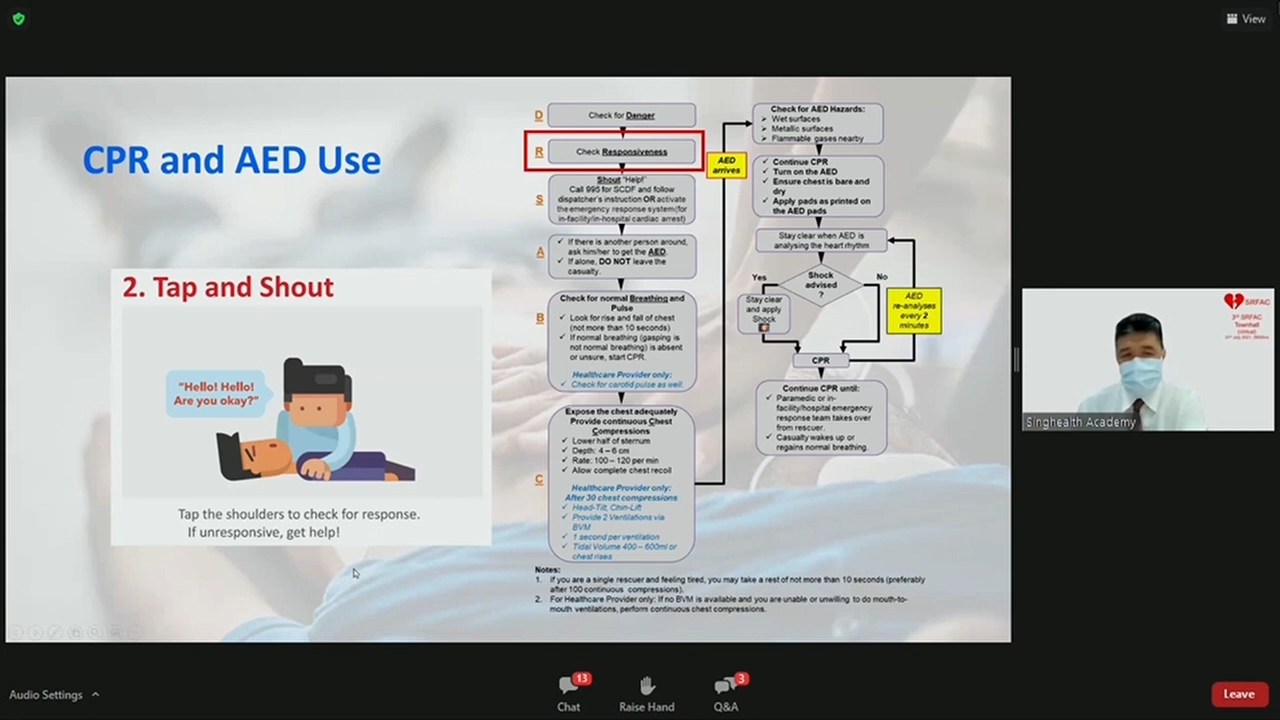 View
CPR and AED Use
2. Tap and Shout
"Hello! Hello!
Are you okay?"
Tap the shoulders to check for response.
If unresponsive, get help!
D
Check for Danger
R
Check Responsiveness
S
Shout "Help!"
Call 995 for SCDF and follow
dispatcher's instruction OR activate
the emergency response system(for
in-facility/in-hospital cardiac arrest)
A
✓ If there is another person around,
ask him/her to get the AED.
✓ If alone, DO NOT leave the
casualty.
B
Check for normal Breathing and
Pulse
✓ Look for rise and fall of chest
(not more than 10 seconds)
✓ If normal breathing (gasping is
not normal breathing) is absent
or unsure, start CPR.
Healthcare Provider only:
✓ Check for carotid pulse as well.
C
Expose the chest adequately
Provide continuous Chest
Compressions
✓ Lower half of sternum
✓ Depth: 4 – 6 cm
✓ Rate: 100 – 120 per min
✓ Allow complete chest recoil
Healthcare Provider only:
After 30 chest compressions
✓ Head-Tilt, Chin-Lift
✓ Provide 2 Ventilations via
BVM
✓ 1 second per ventilation
✓ Tidal Volume 400 – 600ml or
chest rises
AED
arrives
Check for AED Hazards:
➢ Wet surfaces
➢ Metallic surfaces
➢ Flammable gases nearby
✓ Continue CPR
✓ Turn on the AED
✓ Ensure chest is bare and
dry
✓ Apply pads as printed on
the AED pads
Stay clear when AED is
analysing the heart rhythm
Yes
Shock
advised
?
No
Stay clear
and apply
Shock
AED
re-analyses
every 2
minutes
CPR
Continue CPR until:
✓ Paramedic or in-
facility/hospital emergency
response team takes over
from rescuer.
✓ Casualty wakes up or
regains normal breathing.
Notes:
1. If you are a single rescuer and feeling tired, you may take a rest of not more than 10 seconds (preferably
after 100 continuous compressions).
2. For Healthcare Provider only: If no BVM is available and you are unable or unwilling to do mouth-to-
mouth ventilations, perform continuous chest compressions.
SRFAC
3rd SRFAC
Townhall
(virtual)
Singhealth Academy
Audio Settings
13
Chat
Raise Hand
3
Q&A
Leave